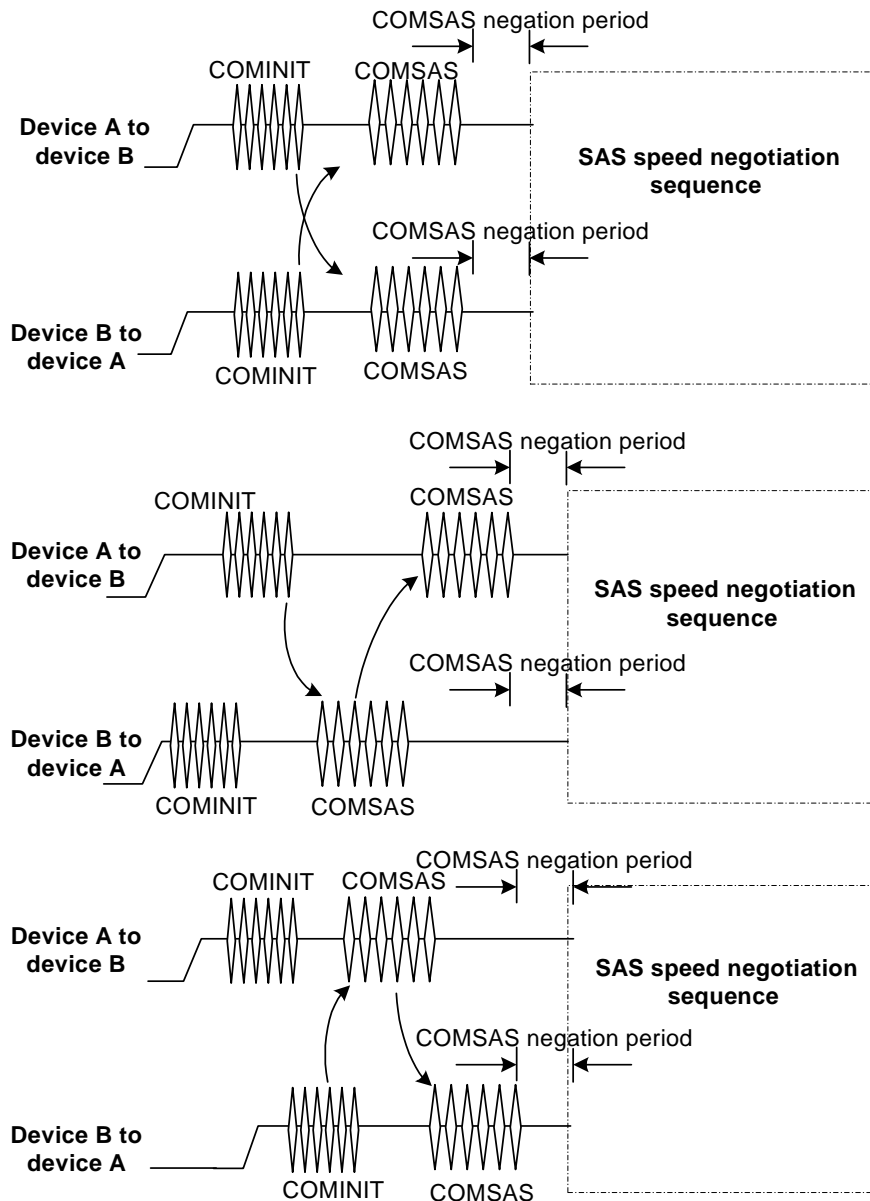 COMSAS negation period
COMINIT
COMSAS
Device A to
device B
SAS speed negotiation
sequence
COMSAS negation period
Device B to
device A
COMINIT
COMSAS
COMSAS negation period
COMINIT
COMSAS
Device A to
device B
SAS speed negotiation
sequence
COMSAS negation period
Device B to
device A
COMINIT
COMSAS
COMSAS negation period
COMINIT
COMSAS
Device A to
device B
SAS speed negotiation
sequence
COMSAS negation period
Device B to
device A
COMINIT
COMSAS